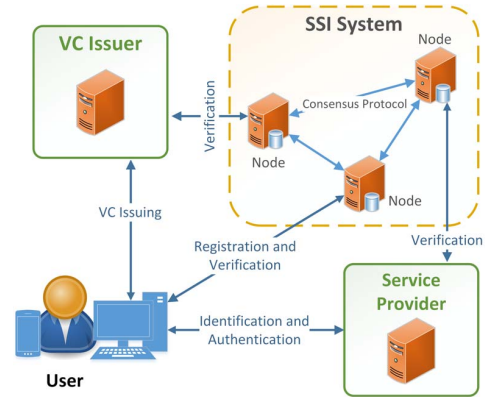 SSI System
VC Issuer
Node
Consensus Protocol
Verification
Node
Node
VC Issuing
Registration and
Verification
Verification
Service
Provider
Identification and
Authentication
User